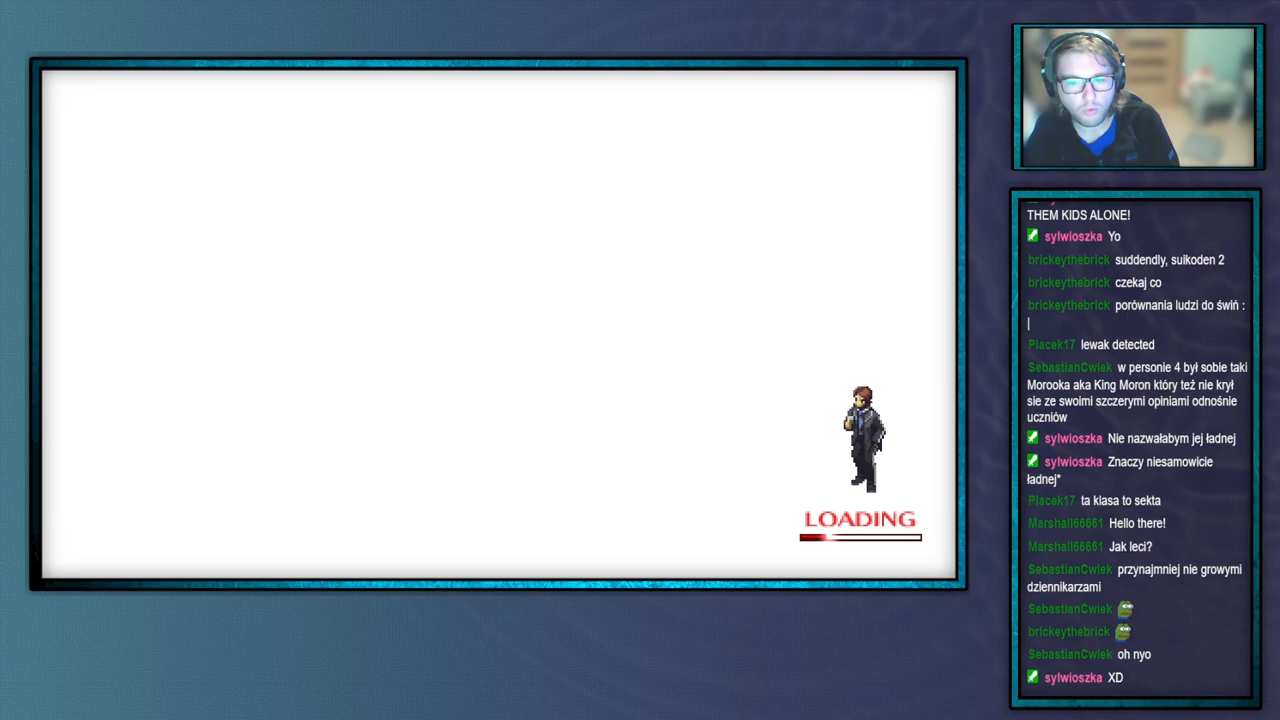 LOADING
THEM KIDS ALONE!
sylwioszka Yo
brickeythebrick suddendly, suikoden 2
brickeythebrick czekaj co
brickeythebrick porównania ludzi do świń :
|
Placek17 lewak detected
SebastianCwiek w personie 4 był sobie taki
Morooka aka King Moron który też nie krył
sie ze swoimi szczerymi opiniami odnośnie
uczniów
sylwioszka Nie nazwałabym jej ładnej
sylwioszka Znaczy niesamowicie
ładnej*
Placek17 ta klasa to sekta
Marshall66661 Hello there!
Marshall66661 Jak leci?
SebastianCwiek przynajmniej nie growymi
dziennikarzami
SebastianCwiek
brickeythebrick
SebastianCwiek oh nyo
sylwioszka XD